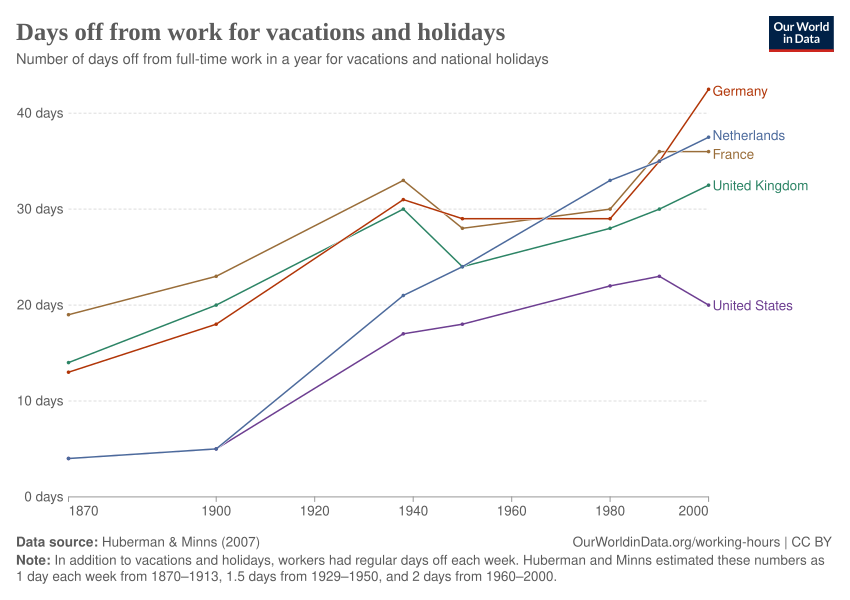 Days off from work for vacations and holidays
Our World
in Data
Number of days off from full-time work in a year for vacations and national holidays
40 days
30 days
20 days
10 days
0 days
Germany
Netherlands
France
United Kingdom
United States
1870
1900
1920
1940
1960
1980
2000
Data source: Huberman & Minns (2007)
OurWorldinData.org/working-hours | CC BY
Note: In addition to vacations and holidays, workers had regular days off each week. Huberman and Minns estimated these numbers as
1 day each week from 1870–1913, 1.5 days from 1929–1950, and 2 days from 1960–2000.